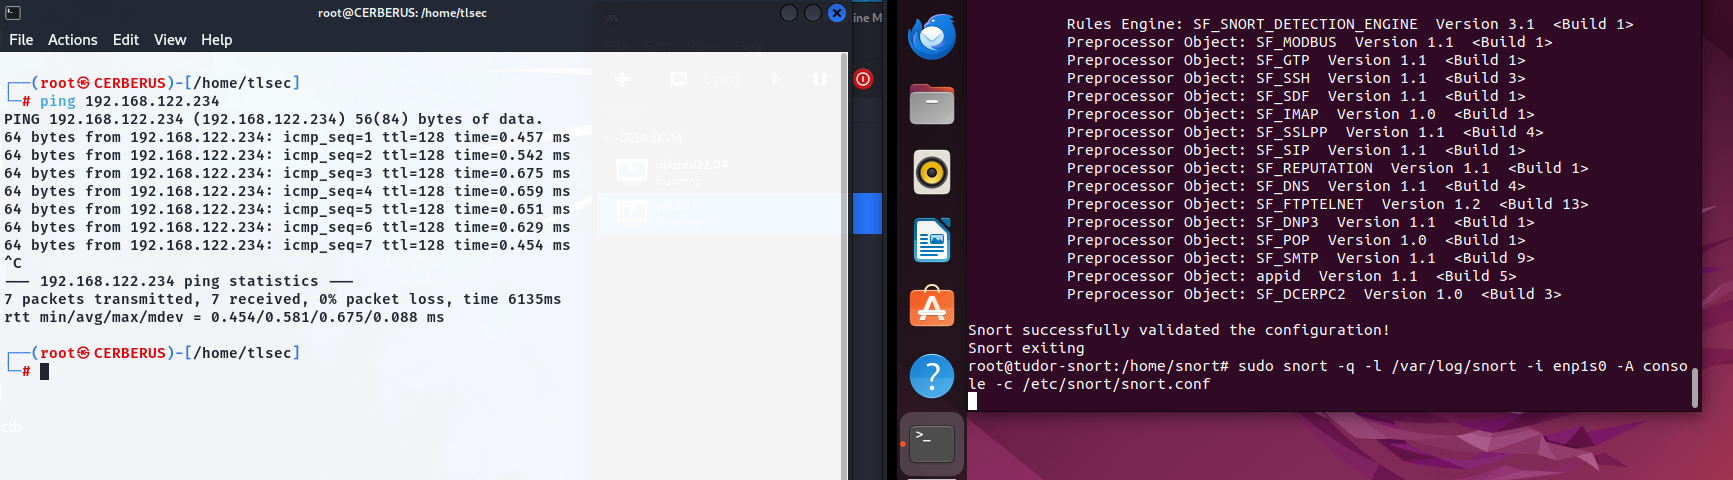 root@CERBERUS: /home/tlsec
File Actions Edit View Help
┌──(root㉿CERBERUS)-[/home/tlsec]
└─# ping 192.168.122.234
PING 192.168.122.234 (192.168.122.234) 56(84) bytes of data.
64 bytes from 192.168.122.234: icmp_seq=1 ttl=128 time=0.457 ms
64 bytes from 192.168.122.234: icmp_seq=2 ttl=128 time=0.542 ms
64 bytes from 192.168.122.234: icmp_seq=3 ttl=128 time=0.675 ms
64 bytes from 192.168.122.234: icmp_seq=4 ttl=128 time=0.659 ms
64 bytes from 192.168.122.234: icmp_seq=5 ttl=128 time=0.651 ms
64 bytes from 192.168.122.234: icmp_seq=6 ttl=128 time=0.629 ms
64 bytes from 192.168.122.234: icmp_seq=7 ttl=128 time=0.454 ms
^C
--- 192.168.122.234 ping statistics ---
7 packets transmitted, 7 received, 0% packet loss, time 6135ms
rtt min/avg/max/mdev = 0.454/0.581/0.675/0.088 ms
┌──(root㉿CERBERUS)-[/home/tlsec]
└─#
ctb
ine M
Open
QEMU/KVM
ubuntu22.04
Running
Rules Engine: SF_SNORT_DETECTION_ENGINE Version 3.1 <Build 1>
Preprocessor Object: SF_MODBUS Version 1.1 <Build 1>
Preprocessor Object: SF_GTP Version 1.1 <Build 1>
Preprocessor Object: SF_SSH Version 1.1 <Build 3>
Preprocessor Object: SF_SDF Version 1.1 <Build 1>
Preprocessor Object: SF_IMAP Version 1.0 <Build 1>
Preprocessor Object: SF_SSLPP Version 1.1 <Build 4>
Preprocessor Object: SF_SIP Version 1.1 <Build 1>
Preprocessor Object: SF_REPUTATION Version 1.1 <Build 1>
Preprocessor Object: SF_DNS Version 1.1 <Build 4>
Preprocessor Object: SF_FTPTELNET Version 1.2 <Build 13>
Preprocessor Object: SF_DNP3 Version 1.1 <Build 1>
Preprocessor Object: SF_POP Version 1.0 <Build 1>
Preprocessor Object: SF_SMTP Version 1.1 <Build 9>
Preprocessor Object: appid Version 1.1 <Build 5>
Preprocessor Object: SF_DCERPC2 Version 1.0 <Build 3>
Snort successfully validated the configuration!
Snort exiting
root@tudor-snort:/home/snort# sudo snort -q -l /var/log/snort -i enp1s0 -A conso
le -c /etc/snort/snort.conf